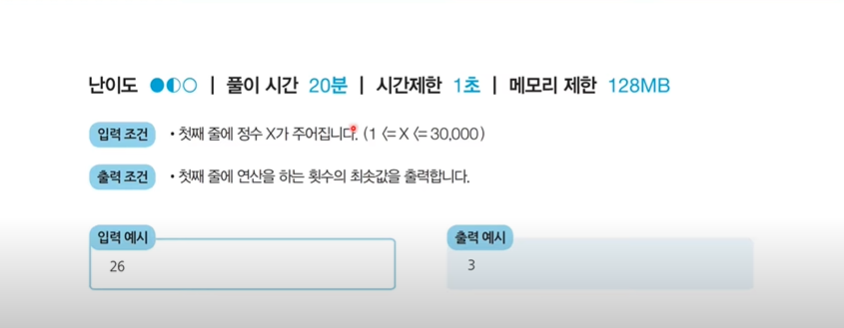 난이도 | 풀이 시간 20분 | 시간제한 1초 | 메모리 제한 128MB
입력 조건 • 첫째 줄에 정수 X가 주어집니다. (1 <= X <= 30,000)
출력 조건 • 첫째 줄에 연산을 하는 횟수의 최솟값을 출력합니다.
입력 예시
26
출력 예시
3